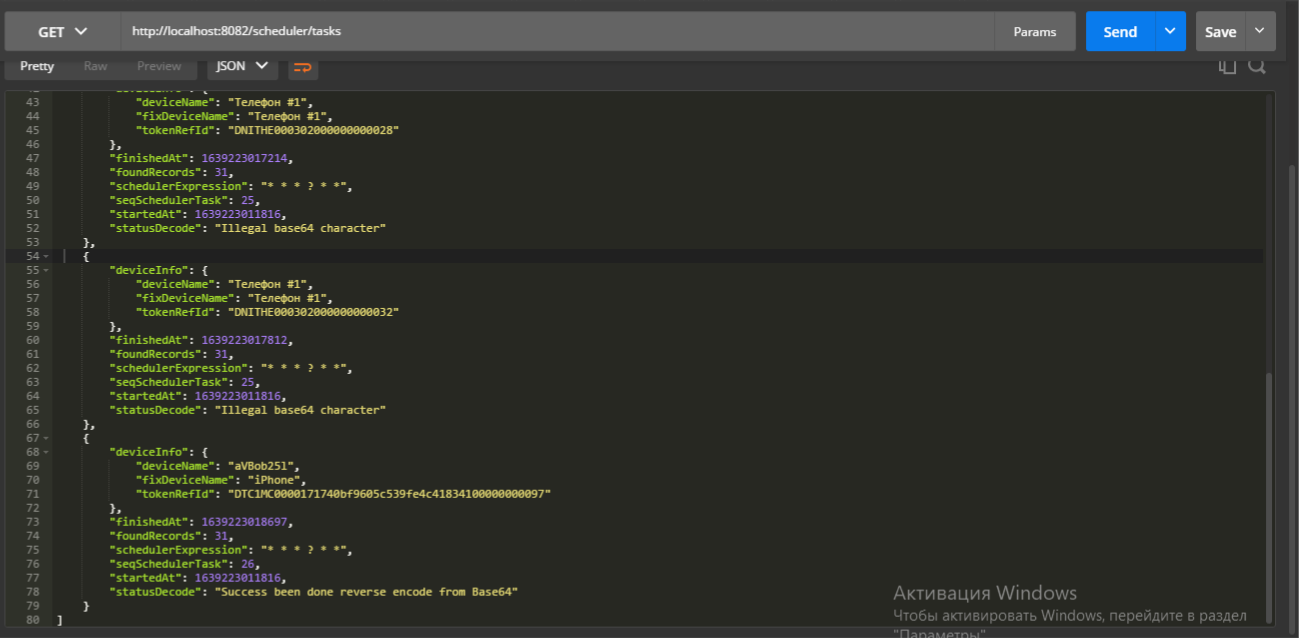 GET http://localhost:8082/scheduler/tasks Params Send Save
Pretty Raw Preview JSON
43 "deviceName": "Телефон #1",
44 "fixDeviceName": "Телефон #1",
45 "tokenRefId": "DNITHE000302000000000028"
46 },
47 "finishedAt": 1639223017214,
48 "foundRecords": 31,
49 "schedulerExpression": "* * * ? * *",
50 "seqSchedulerTask": 25,
51 "startedAt": 1639223011816,
52 "statusDecode": "Illegal base64 character"
53 },
54 {
55 "deviceInfo": {
56 "deviceName": "Телефон #1",
57 "fixDeviceName": "Телефон #1",
58 "tokenRefId": "DNITHE000302000000000032"
59 },
60 "finishedAt": 1639223017812,
61 "foundRecords": 31,
62 "schedulerExpression": "* * * ? * *",
63 "seqSchedulerTask": 25,
64 "startedAt": 1639223011816,
65 "statusDecode": "Illegal base64 character"
66 },
67 {
68 "deviceInfo": {
69 "deviceName": "aVBob25l",
70 "fixDeviceName": "iPhone",
71 "tokenRefId": "DTC1MC0000171740bf9605c539fe4c41834100000000097"
72 },
73 "finishedAt": 1639223018697,
74 "foundRecords": 31,
75 "schedulerExpression": "* * * ? * *",
76 "seqSchedulerTask": 26,
77 "startedAt": 1639223011816,
78 "statusDecode": "Success been done reverse encode from Base64"
79 }
80 ]
Активация Windows
Чтобы активировать Windows, перейдите в раздел
"Параметры"